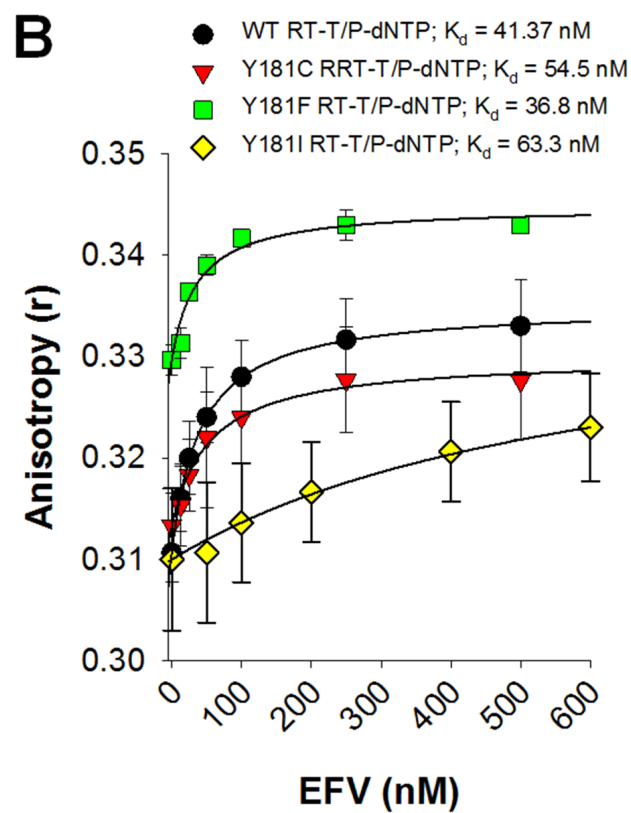 B
WT RT-T/P-dNTP; Kd = 41.37 nM
Y181C RRT-T/P-dNTP; Kd = 54.5 nM
Y181F RT-T/P-dNTP; Kd = 36.8 nM
Y181I RT-T/P-dNTP; Kd = 63.3 nM
0.35
0.34
0.33
0.32
0.31
0.30
Anisotropy (r)
0
100
200
300
400
500
600
EFV (nM)